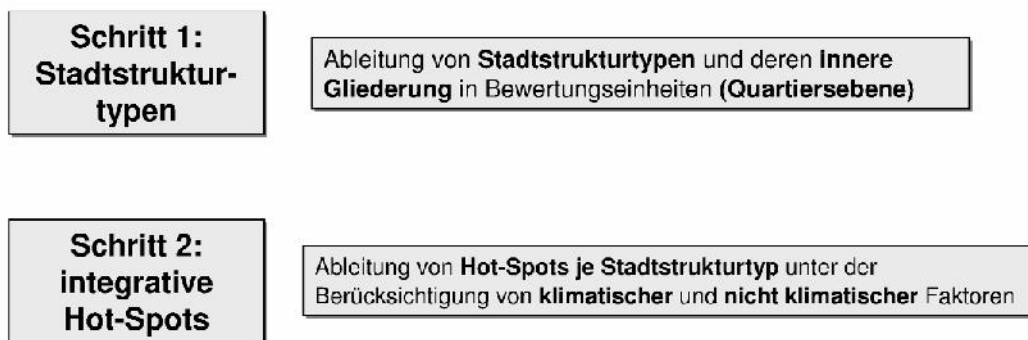 Schritt 1:
Stadtstruktur-
typen
Ableitung von Stadtstrukturtypen und deren innere
Gliederung in Bewertungseinheiten (Quartiersebene)
Schritt 2:
integrative
Hot-Spots
Ableitung von Hot-Spots je Stadtstrukturtyp unter der
Berücksichtigung von klimatischer und nicht klimatischer Faktoren